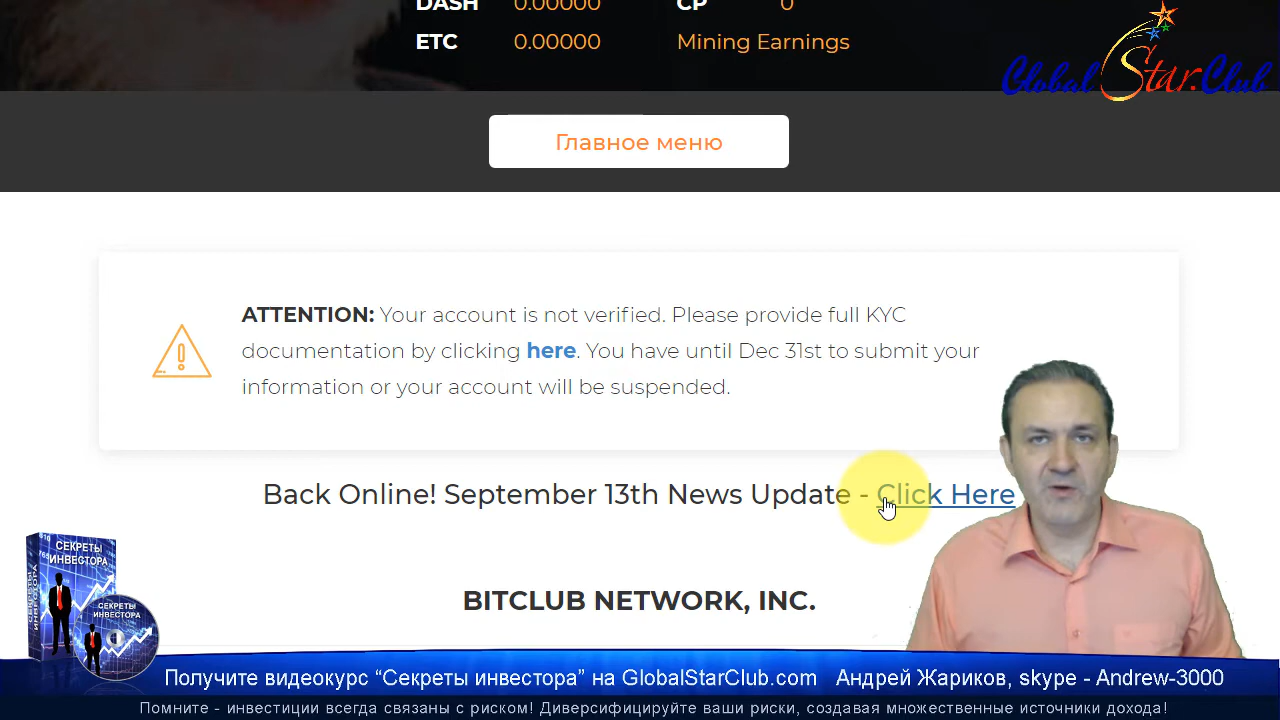 DASH 0.00000 CP 0
ETC 0.00000 Mining Earnings
Global Star.Club
Главное меню
ATTENTION: Your account is not verified. Please provide full KYC
documentation by clicking here. You have until Dec 31st to submit your
information or your account will be suspended.
Back Online! September 13th News Update - Click Here
BITCLUB NETWORK, INC.
СЕКРЕТЫ
ИНВЕСТОРА
СЕКРЕТЫ
ИНВЕСТОРА
Получите видеокурс “Секреты инвестора” на GlobalStarClub.com Андрей Жариков, skype - Andrew-3000
Помните - инвестиции всегда связаны с риском! Диверсифицируйте ваши риски, создавая множественные источники дохода!